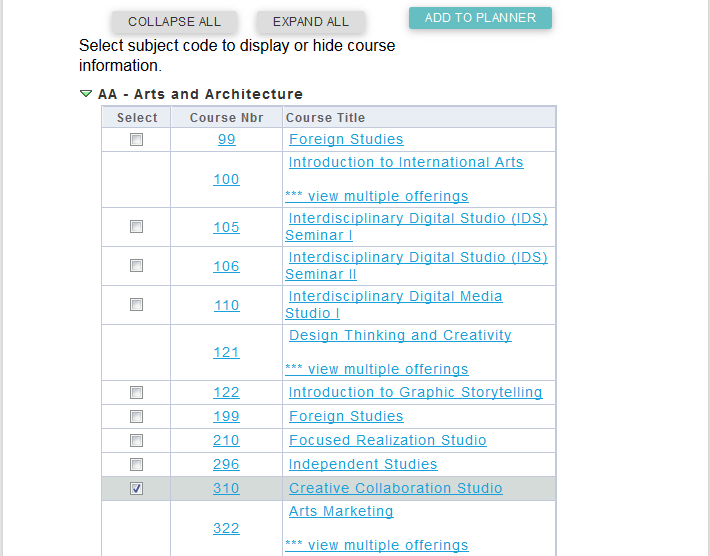 COLLAPSE ALL EXPAND ALL ADD TO PLANNER
Select subject code to display or hide course
information.
AA - Arts and Architecture
Select Course Nbr Course Title
99 Foreign Studies
100 Introduction to International Arts
*** view multiple offerings
105 Interdisciplinary Digital Studio (IDS)
Seminar I
106 Interdisciplinary Digital Studio (IDS)
Seminar II
110 Interdisciplinary Digital Media
Studio I
121 Design Thinking and Creativity
*** view multiple offerings
122 Introduction to Graphic Storytelling
199 Foreign Studies
210 Focused Realization Studio
296 Independent Studies
310 Creative Collaboration Studio
322 Arts Marketing
*** view multiple offerings